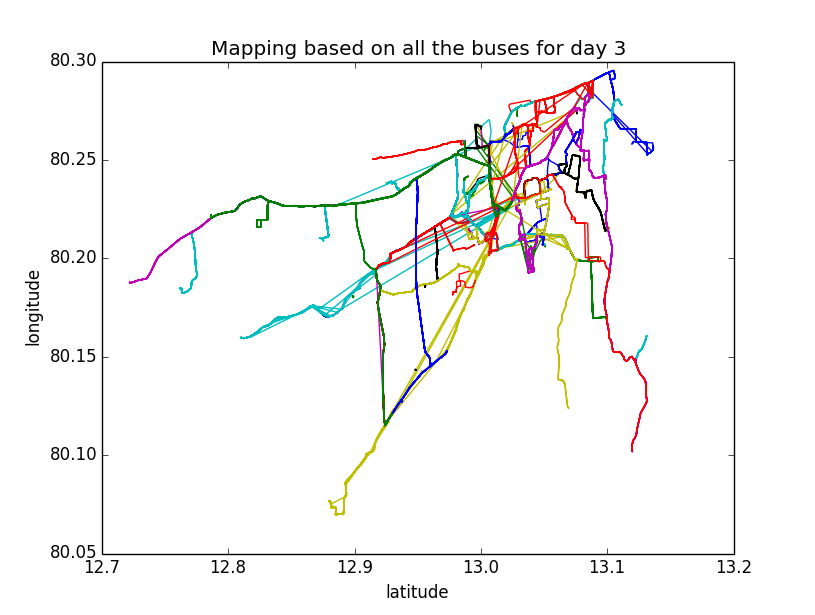 Mapping based on all the buses for day 3
80.30
80.25
80.20
80.15
80.10
80.05
longitude
12.7 12.8 12.9 13.0 13.1 13.2
latitude